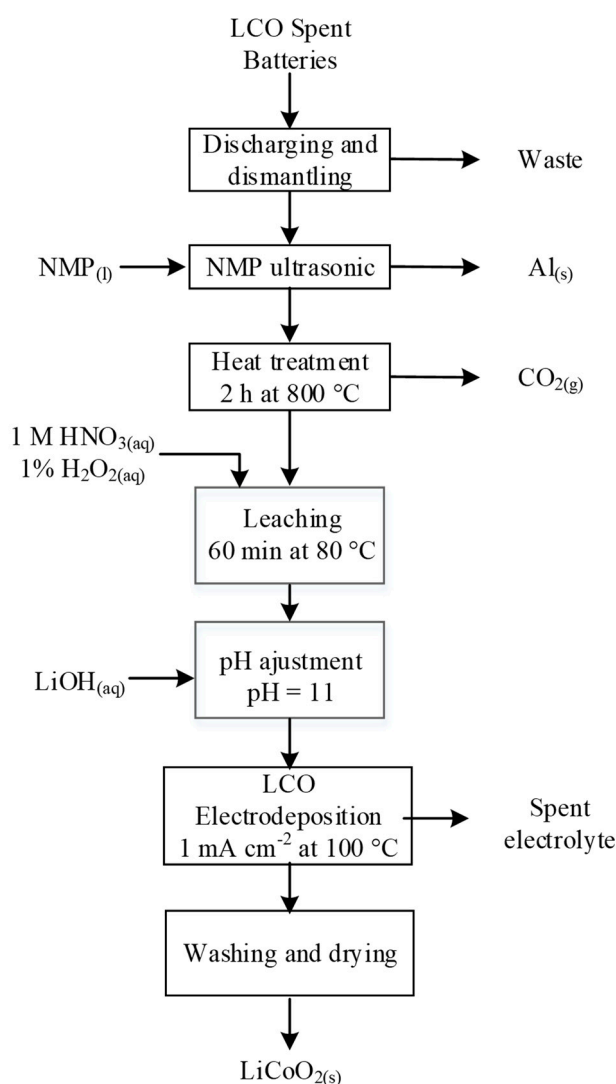 LCO Spent
Batteries
Discharging and
dismantling
Waste
NMP(l)
NMP ultrasonic
Al(s)
Heat treatment
2 h at 800 °C
CO2(g)
1 M HNO3(aq)
1% H2O2(aq)
Leaching
60 min at 80 °C
LiOH(aq)
pH ajustment
pH = 11
LCO
Electrodeposition
1 mA cm-2 at 100 °C
Spent
electrolyte
Washing and drying
LiCoO2(s)